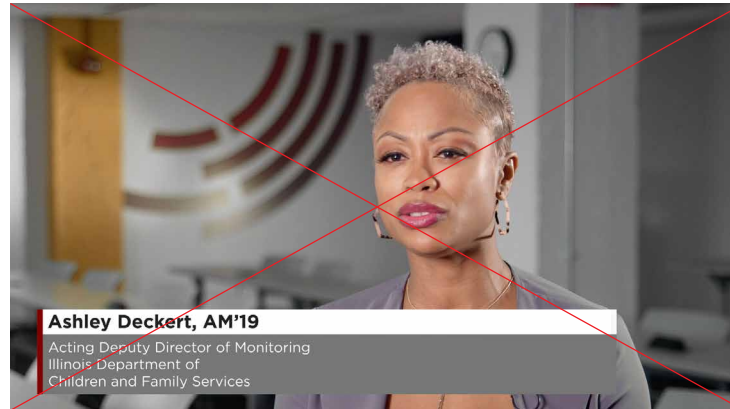 Ashley Deckert, AM'19
Acting Deputy Director of Monitoring
Illinois Department of
Children and Family Services